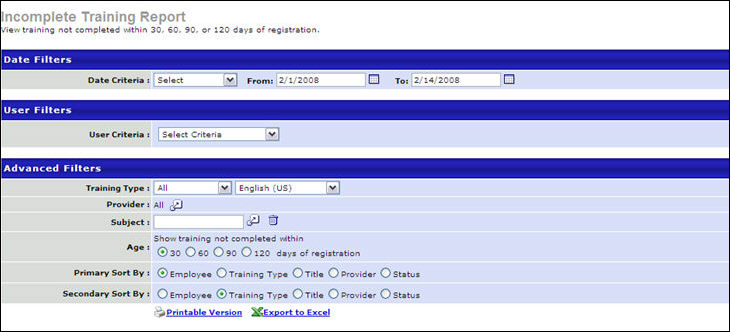 Incomplete Training Report
View training not completed within 30, 60, 90, or 120 days of registration.
Date Filters
Date Criteria : Select From: 2/1/2008 To: 2/14/2008
User Filters
User Criteria : Select Criteria
Advanced Filters
Training Type : All English (US)
Provider : All
Subject :
Show training not completed within
Age : 30 60 90 120 days of registration
Primary Sort By : Employee Training Type Title Provider Status
Secondary Sort By : Employee Training Type Title Provider Status
Printable Version Export to Excel